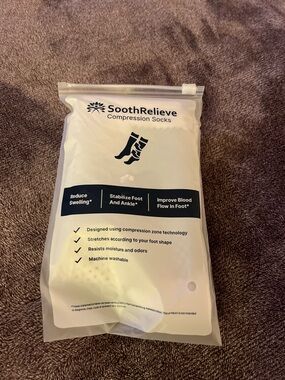 SoothRelieve
Compression Socks
Reduce Swelling*
Stabilize Foot And Ankle*
Improve Blood Flow In Foot*
Designed using compression zone technology
Stretches according to your foot shape
Resists moisture and odors
Machine washable